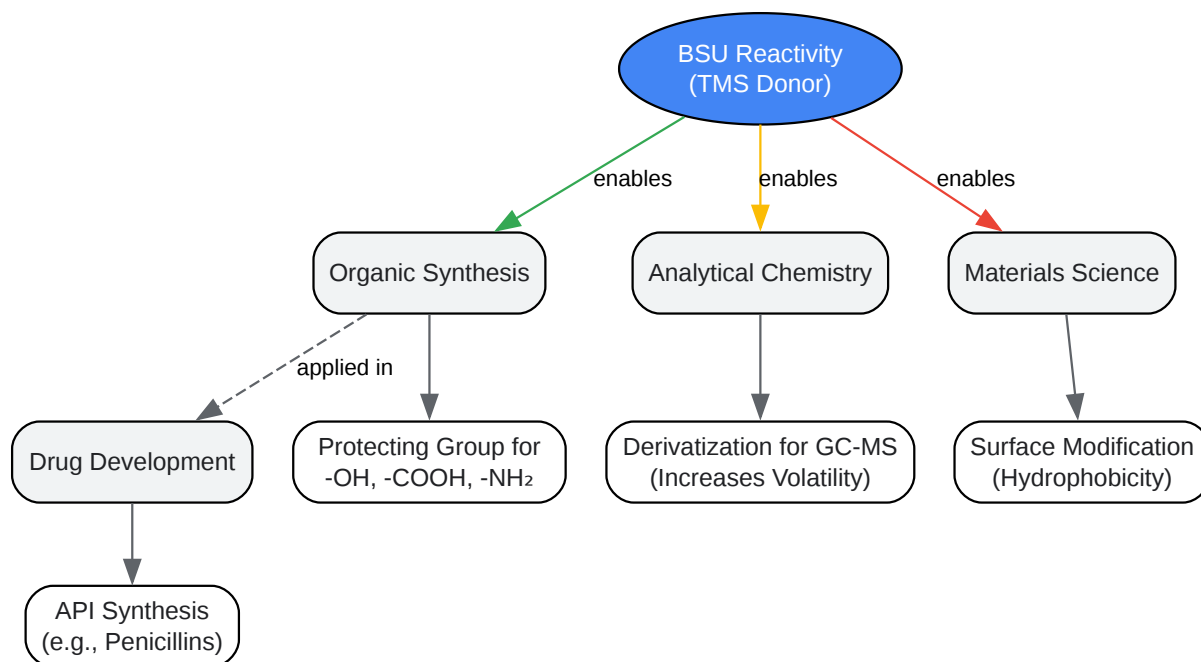 BSU Reactivity
(TMS Donor)
enables
enables
enables
Organic Synthesis
Analytical Chemistry
Materials Science
applied in
Drug Development
Protecting Group for
-OH, -COOH, -NH₂
Derivatization for GC-MS
(Increases Volatility)
Surface Modification
(Hydrophobicity)
API Synthesis
(e.g., Penicillins)